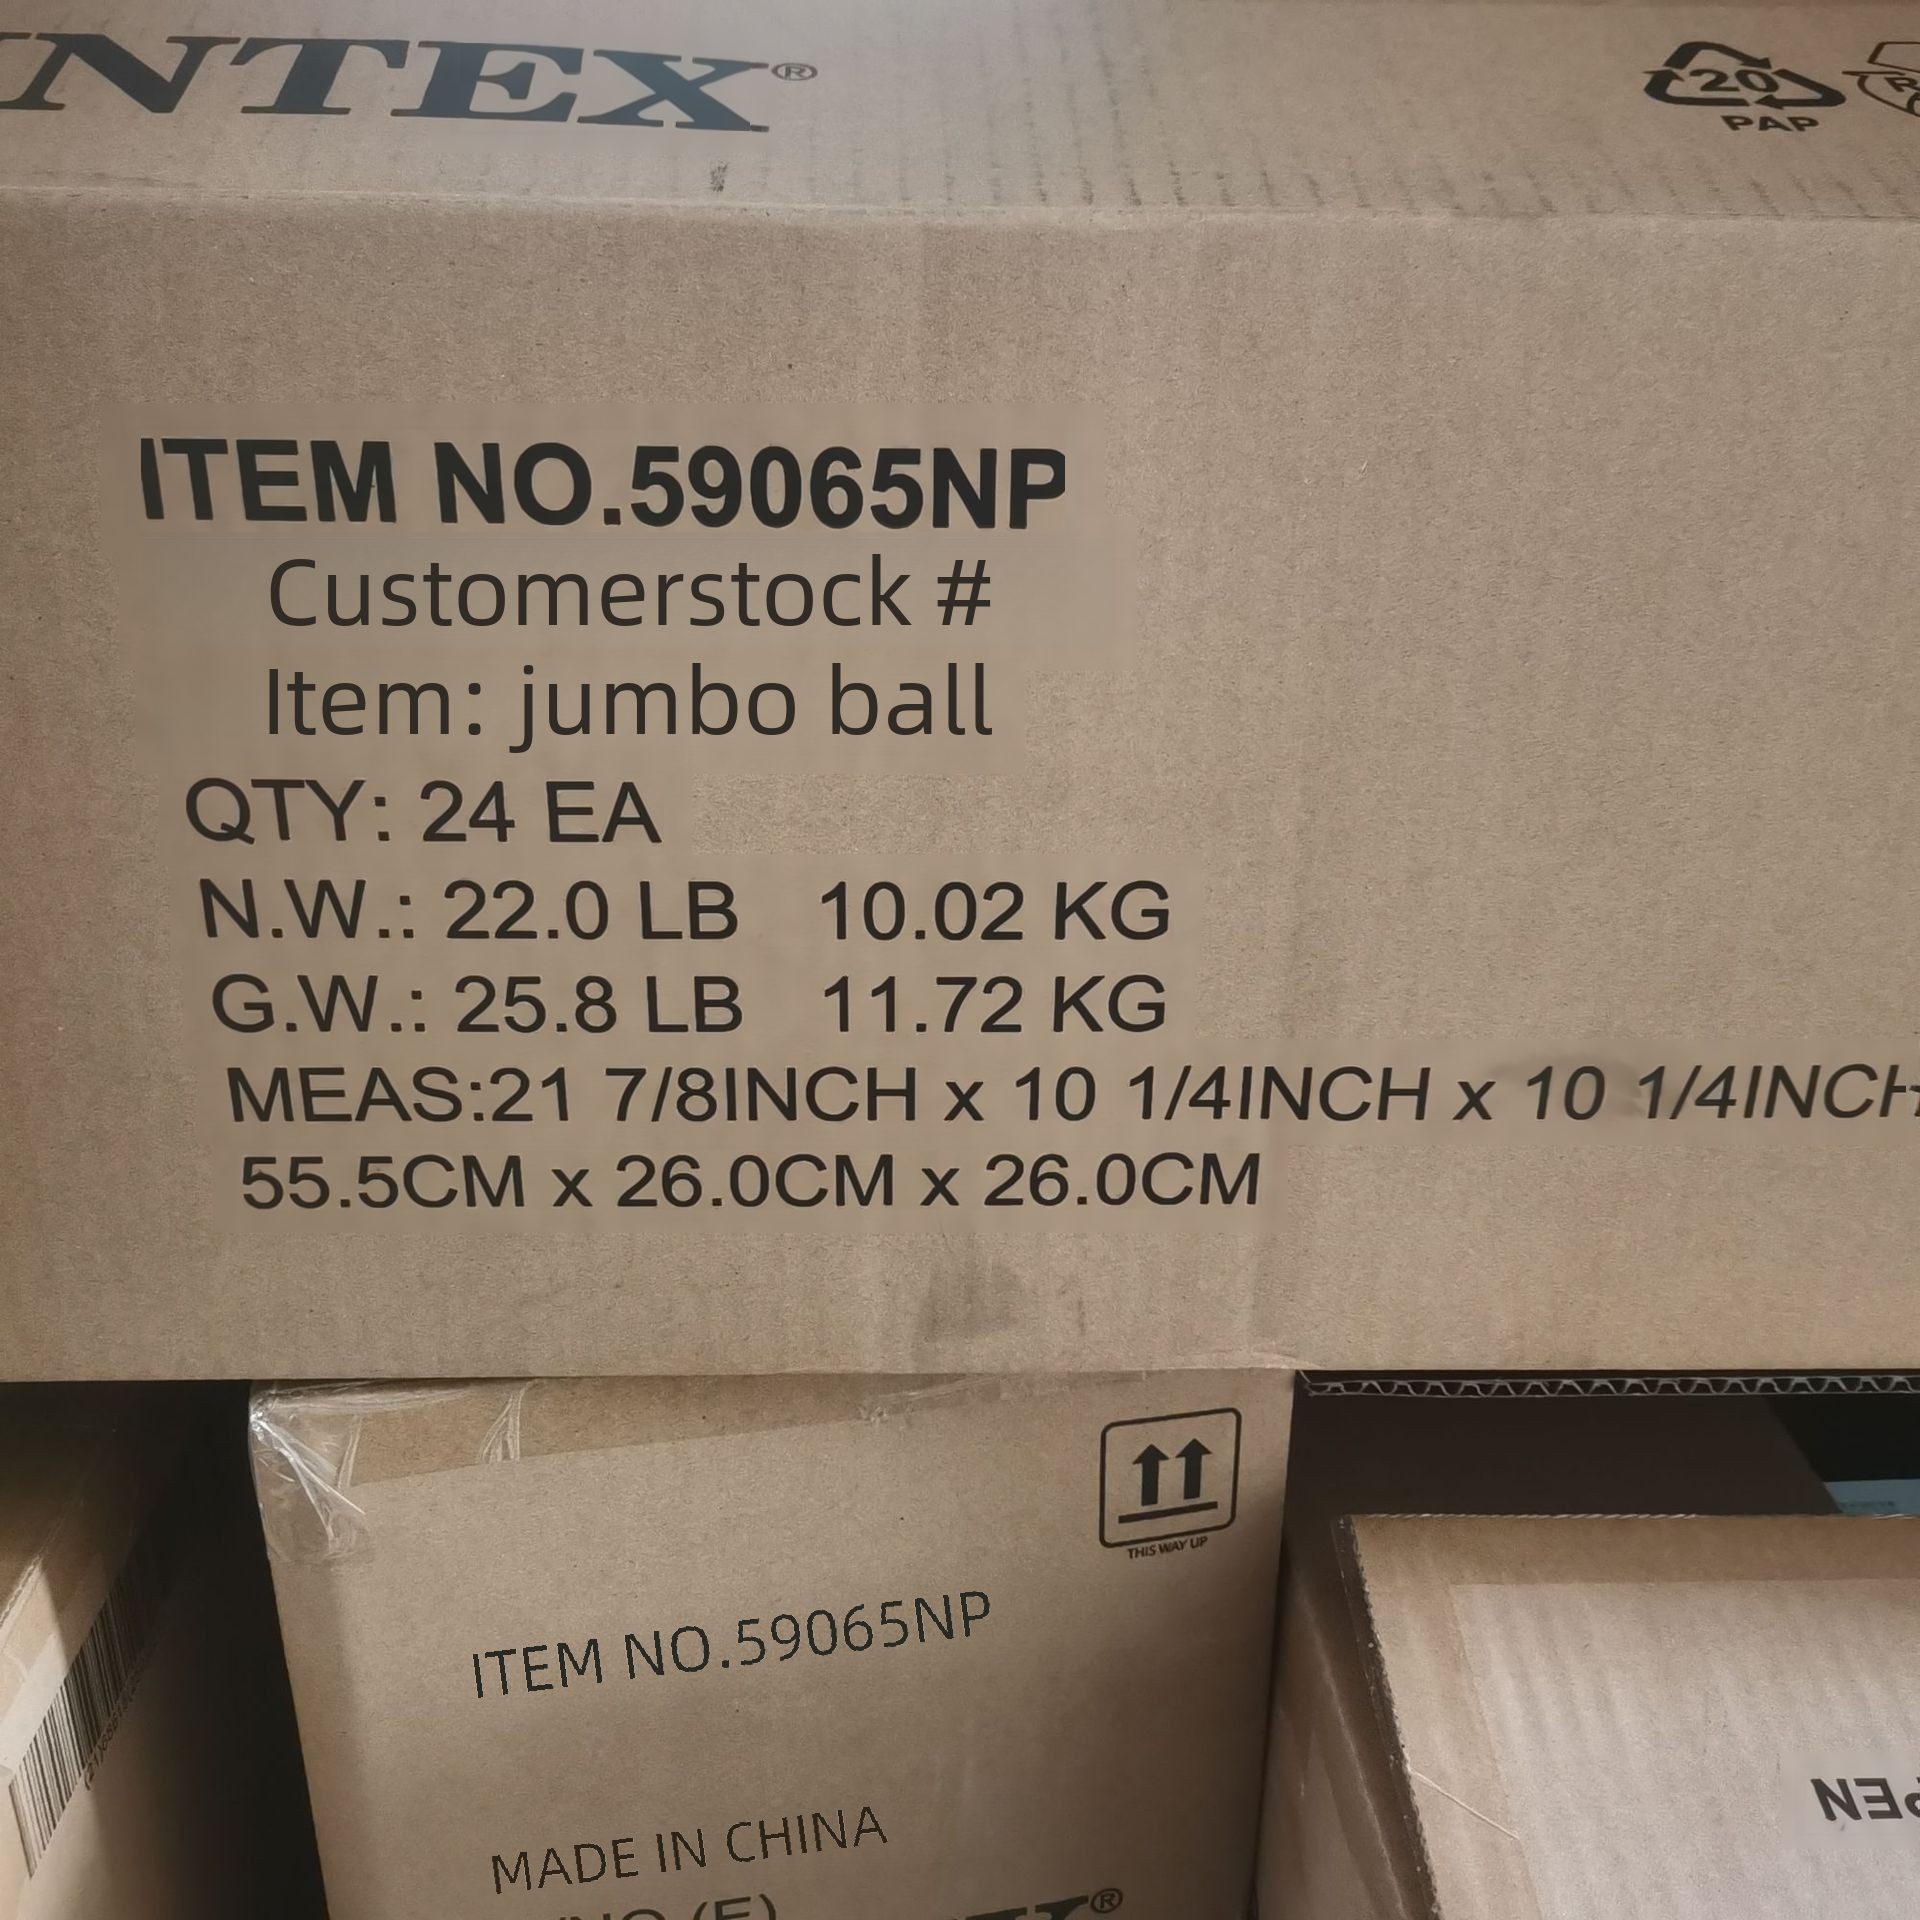 INTEX®
20
PAP
ITEM NO.59065NP
Customerstock #
Item: jumbo ball
QTY: 24 EA
N.W.: 22.0 LB 10.02 KG
G.W.: 25.8 LB 11.72 KG
MEAS:21 7/8INCH x 10 1/4INCH x 10 1/4INCH
55.5CM x 26.0CM x 26.0CM
THIS WAY UP
ITEM NO.59065NP
MADE IN CHINA